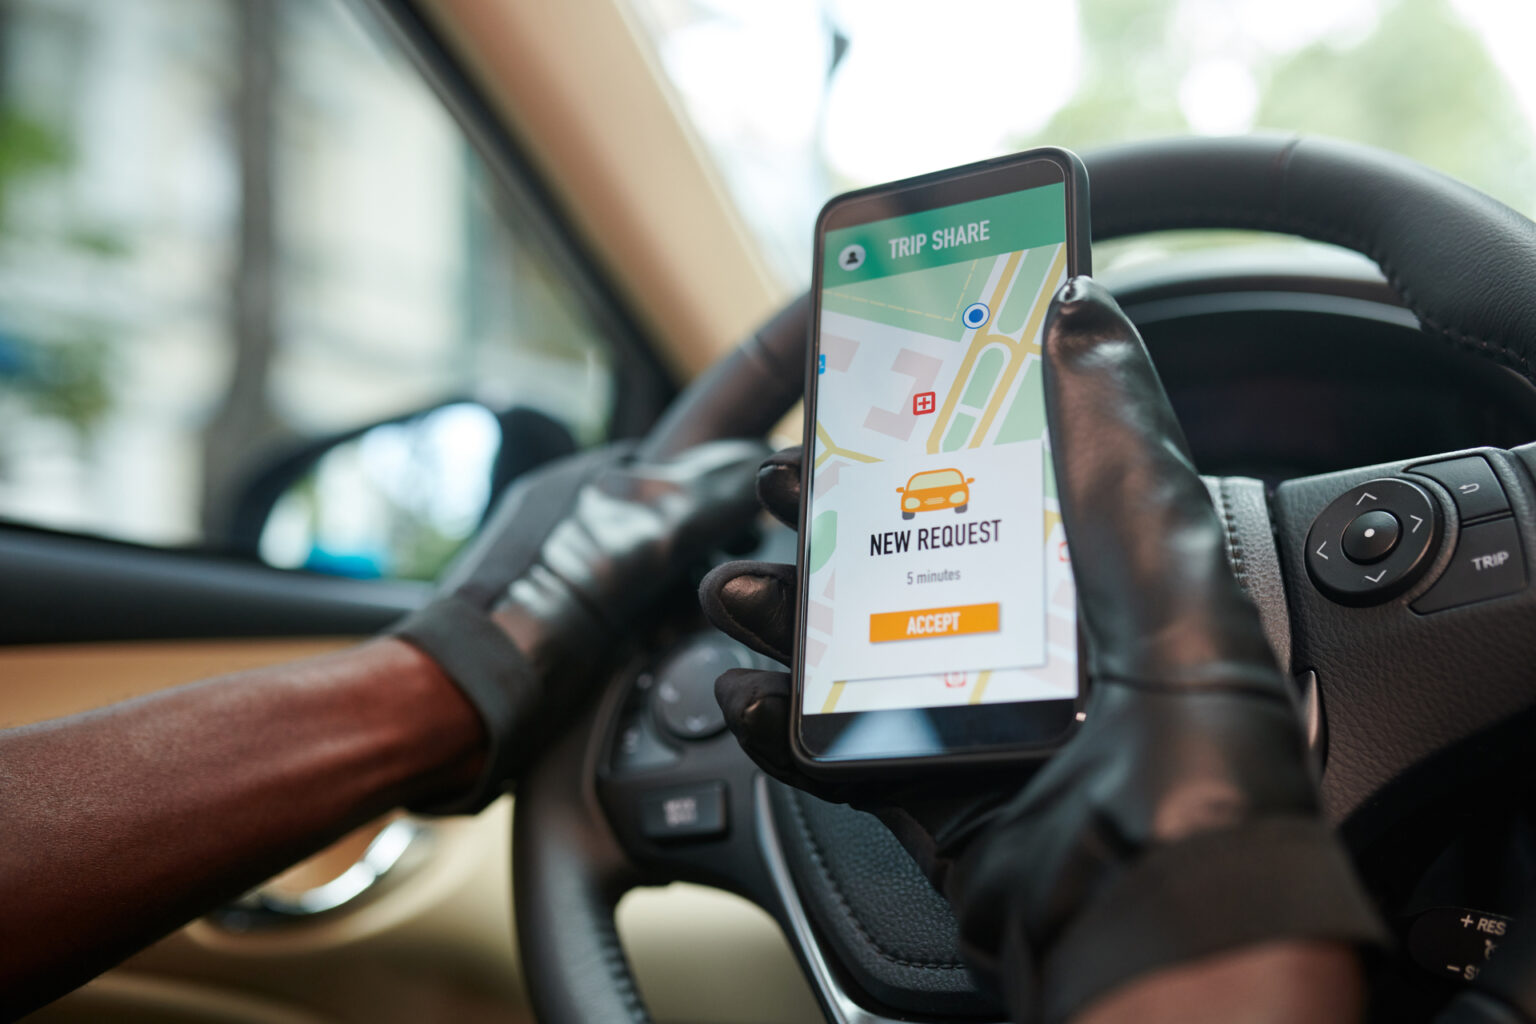 TRIP SHARE
NEW REQUEST
5 minutes
ACCEPT
TRIP
+ RES